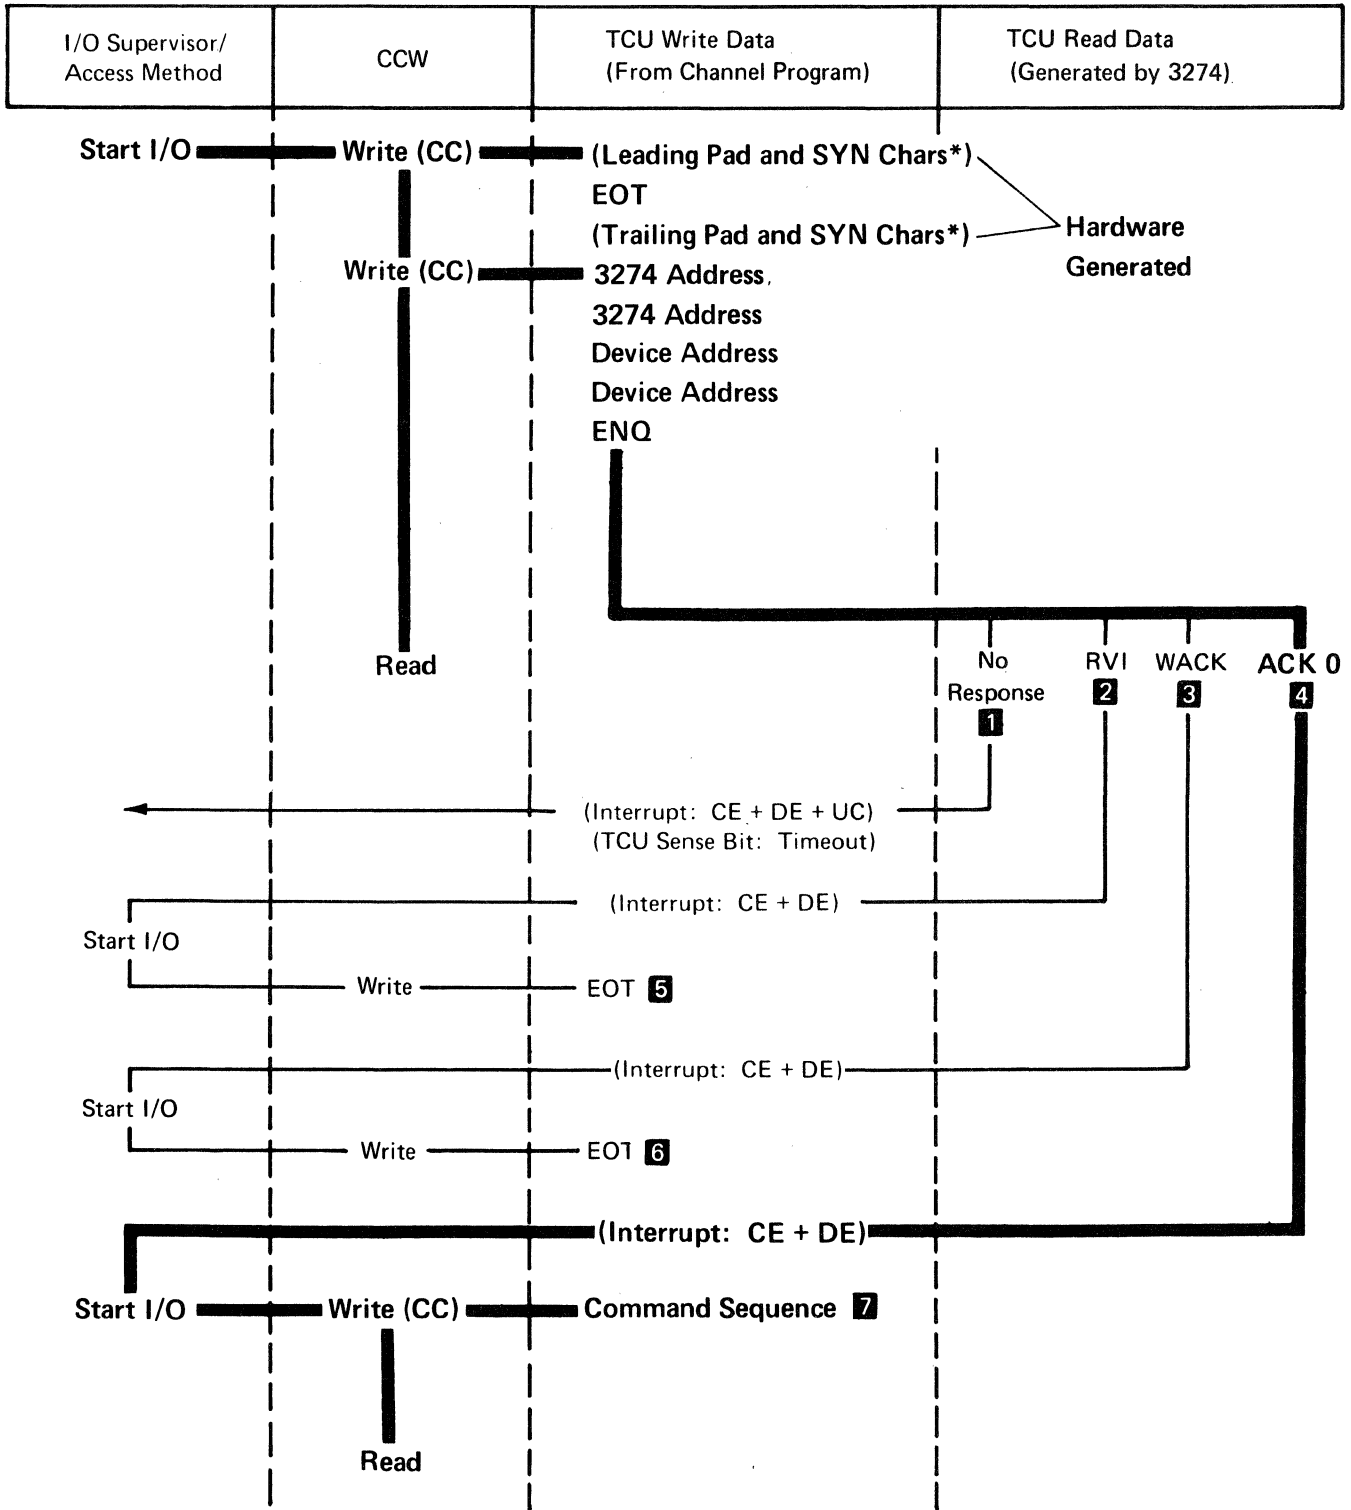 I/O Supervisor/
Access Method
CCW
TCU Write Data
(From Channel Program)
TCU Read Data
(Generated by 3274)
Start I/O
Write (CC)
(Leading Pad and SYN Chars*)
EOT
(Trailing Pad and SYN Chars*)
Hardware
Generated
Write (CC)
3274 Address
3274 Address
Device Address
Device Address
ENQ
Read
No
Response
1
RVI
2
WACK
3
ACK 0
4
(Interrupt: CE + DE + UC)
(TCU Sense Bit: Timeout)
(Interrupt: CE + DE)
Start I/O
Write
EOT 5
(Interrupt: CE + DE)
Start I/O
Write
EOT 6
(Interrupt: CE + DE)
Start I/O
Write (CC)
Command Sequence 7
Read